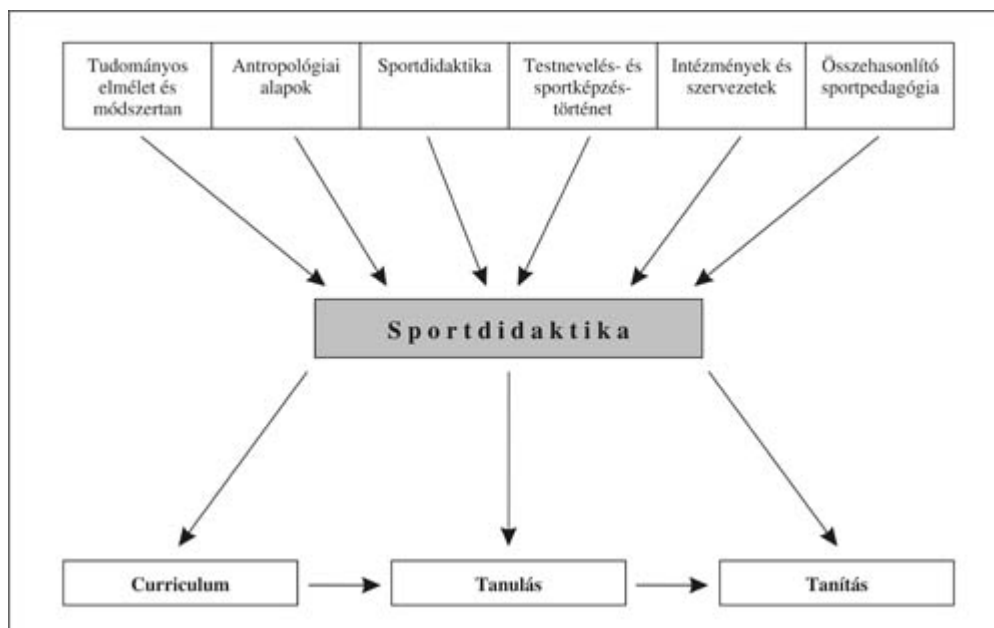 Tudományos
elmélet és
módszertan
Antropológiai
alapok
Sportdidaktika
Testnevelés- és
sportképzés-
történet
Intézmények és
szervezetek
Összehasonlító
sportpedagógia
Sportdidaktika
Curriculum
Tanulás
Tanítás